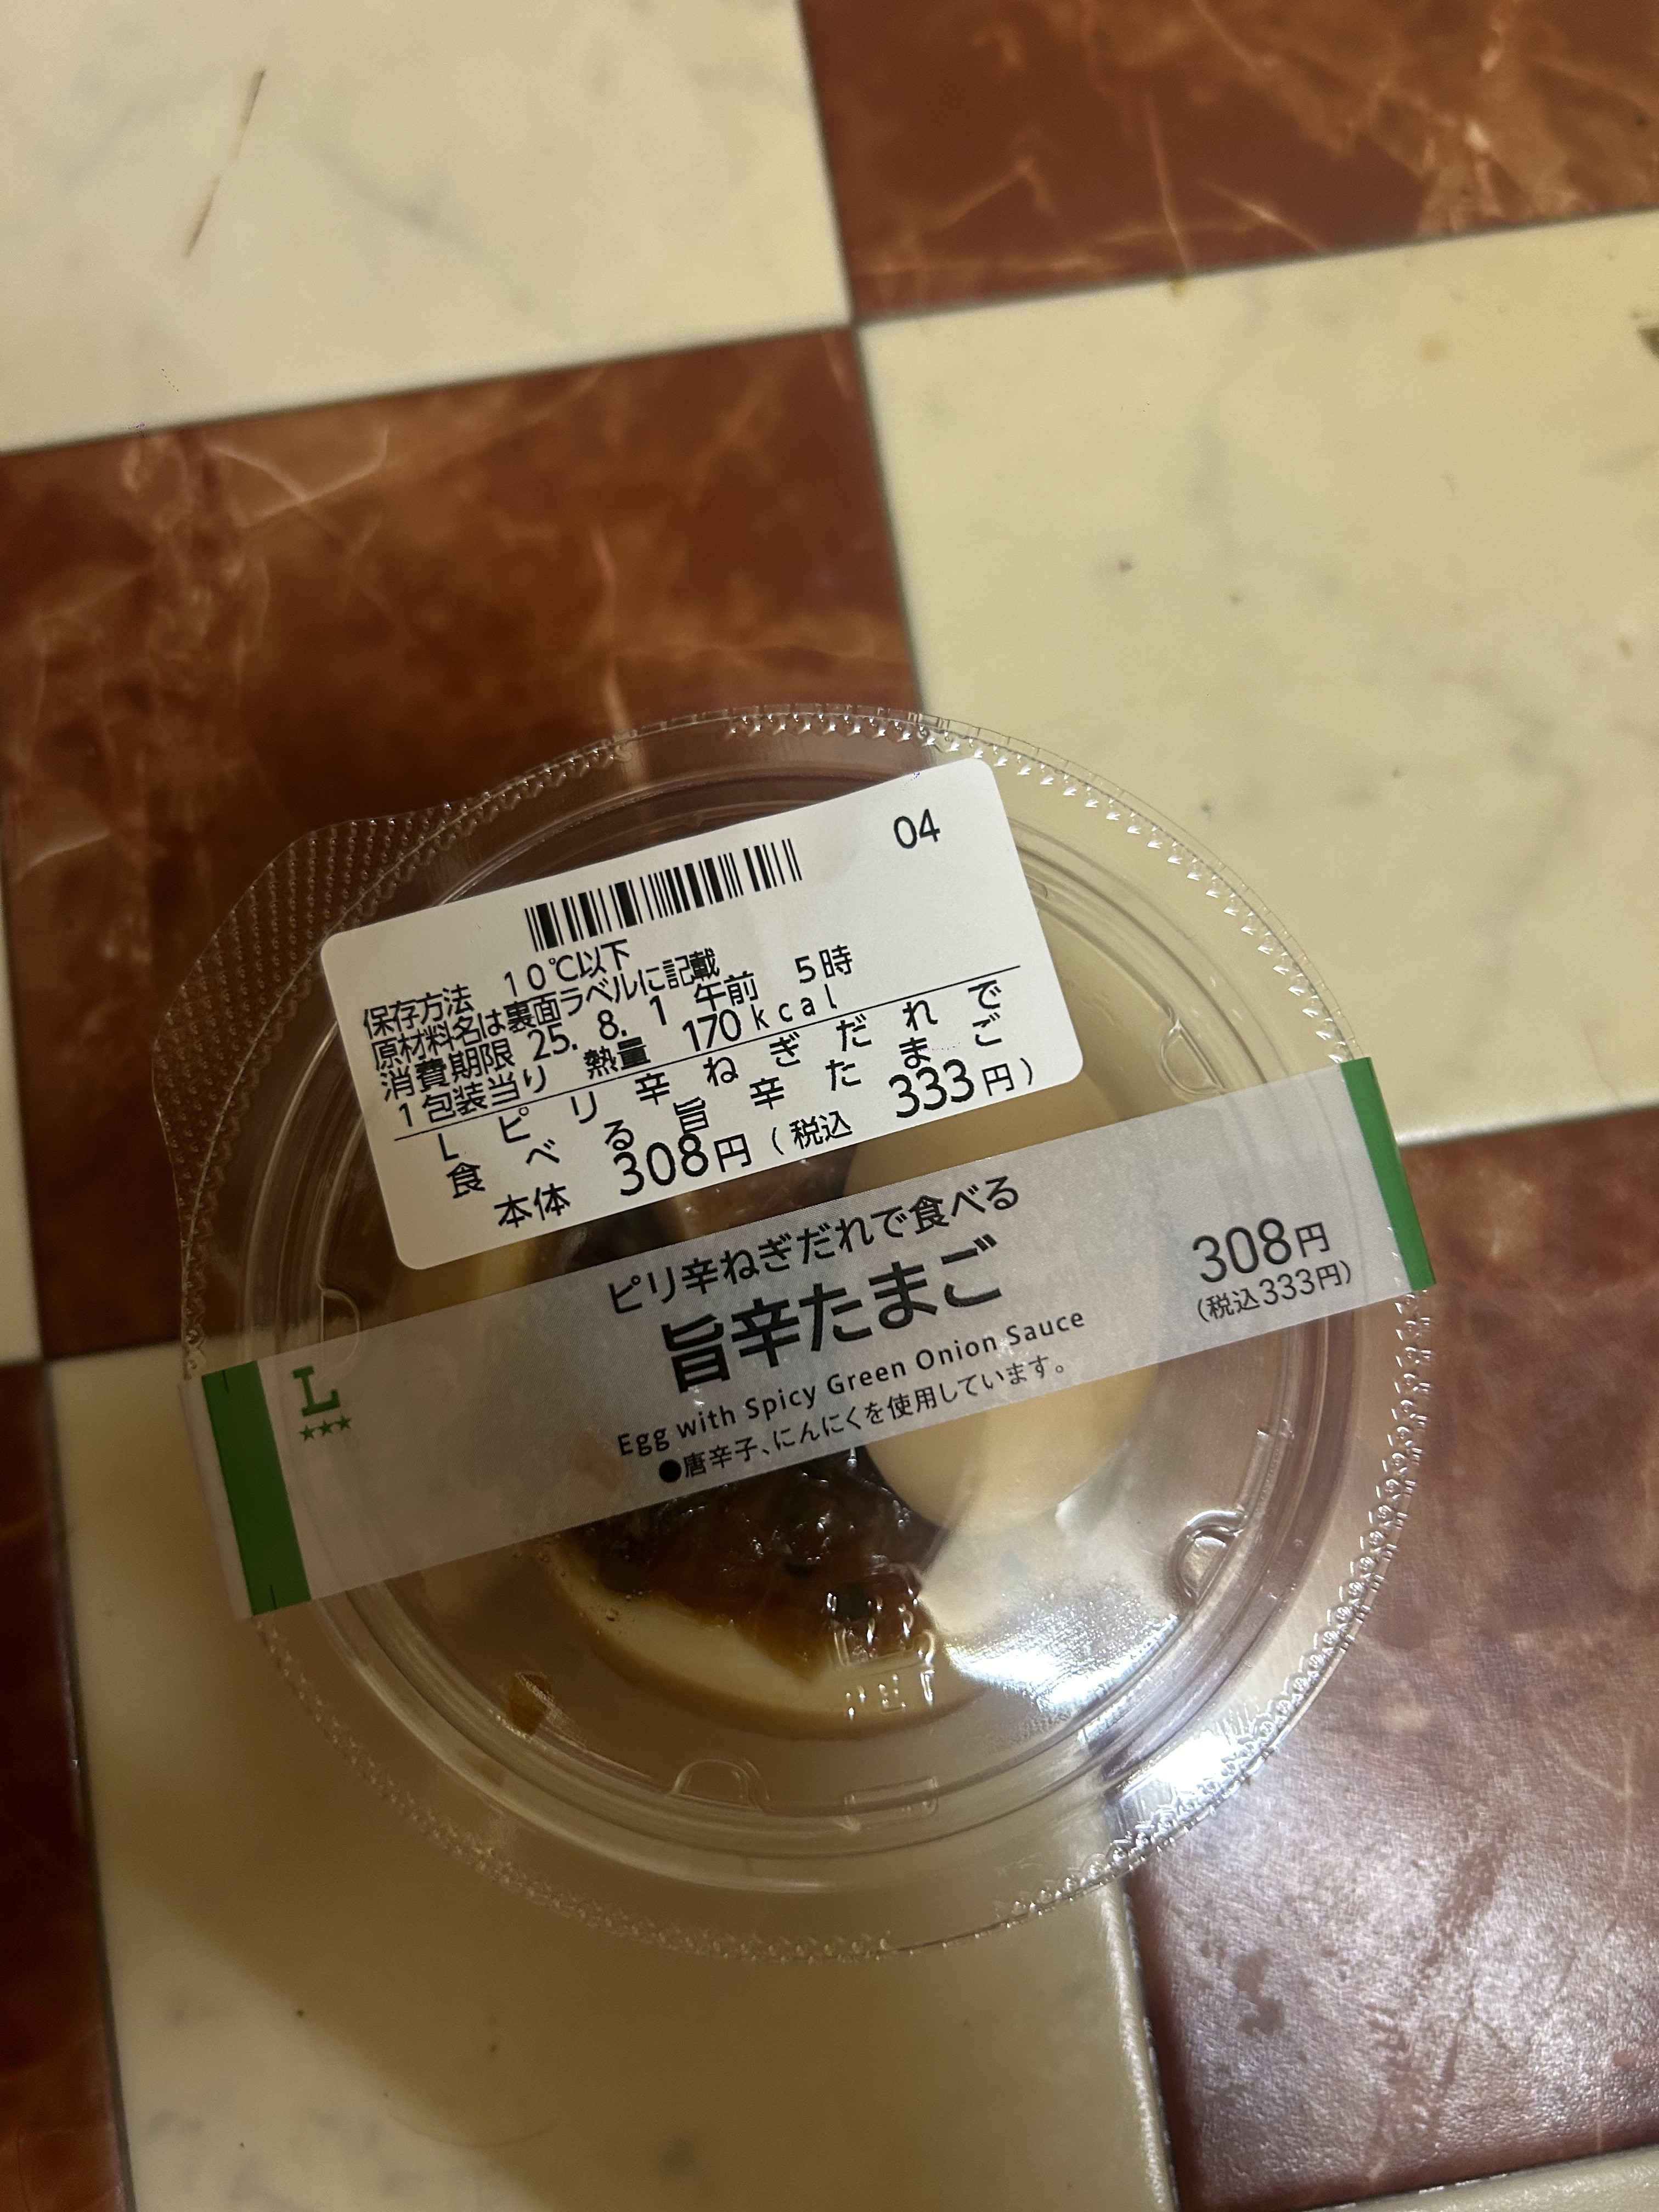 04
保存方法 10℃以下
原材料名は裏面ラベルに記載
消費期限 25. 8. 1 午前 5時
1包装当り 熱量 170kcal
L ピリ辛ねぎだれで
食べる旨辛たまご
本体 308円(税込 333円)
ピリ辛ねぎだれで食べる
旨辛たまご
Egg with Spicy Green Onion Sauce
●唐辛子、にんにくを使用しています。
308円
(税込333円)
L